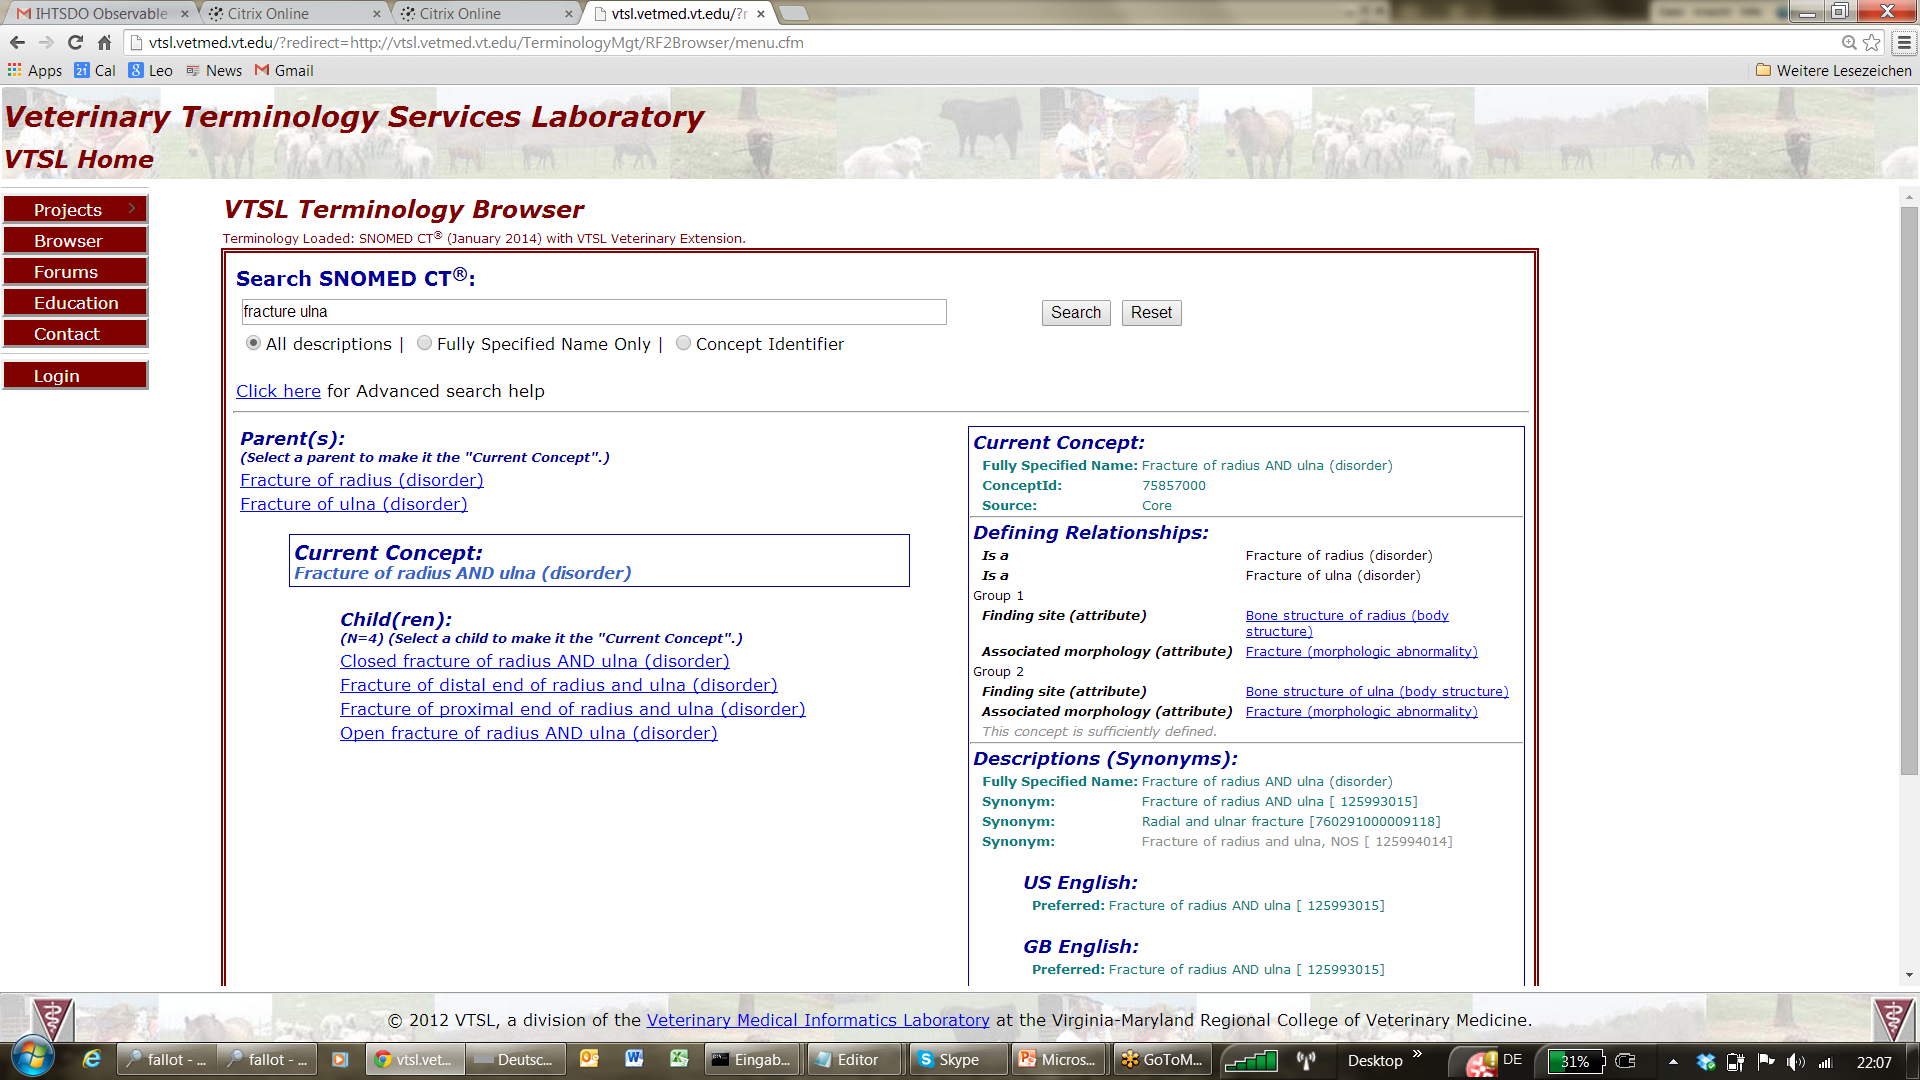 IHTSDO Observable
Citrix Online
Citrix Online
vtsl.vetmed.vt.edu/?r
vtsl.vetmed.vt.edu/?redirect=http://vtsl.vetmed.vt.edu/TerminologyMgt/RF2Browser/menu.cfm
Apps
Cal
Leo
News
Gmail
Weitere Lesezeichen
Veterinary Terminology Services Laboratory
VTSL Home
Projects
Browser
Forums
Education
Contact
Login
VTSL Terminology Browser
Terminology Loaded: SNOMED CT® (January 2014) with VTSL Veterinary Extension.
Search SNOMED CT®:
fracture ulna
Search
Reset
All descriptions | Fully Specified Name Only | Concept Identifier
Click here for Advanced search help
Parent(s):
(Select a parent to make it the "Current Concept".)
Fracture of radius (disorder)
Fracture of ulna (disorder)
Current Concept:
Fracture of radius AND ulna (disorder)
Child(ren):
(N=4) (Select a child to make it the "Current Concept".)
Closed fracture of radius AND ulna (disorder)
Fracture of distal end of radius and ulna (disorder)
Fracture of proximal end of radius and ulna (disorder)
Open fracture of radius AND ulna (disorder)
Current Concept:
Fully Specified Name: Fracture of radius AND ulna (disorder)
ConceptId: 75857000
Source: Core
Defining Relationships:
Is a Fracture of radius (disorder)
Is a Fracture of ulna (disorder)
Group 1
Finding site (attribute) Bone structure of radius (body
structure)
Associated morphology (attribute) Fracture (morphologic abnormality)
Group 2
Finding site (attribute) Bone structure of ulna (body structure)
Associated morphology (attribute) Fracture (morphologic abnormality)
This concept is sufficiently defined.
Descriptions (Synonyms):
Fully Specified Name: Fracture of radius AND ulna (disorder)
Synonym: Fracture of radius AND ulna [ 125993015]
Synonym: Radial and ulnar fracture [760291000009118]
Synonym: Fracture of radius and ulna, NOS [ 125994014]
US English:
Preferred: Fracture of radius AND ulna [ 125993015]
GB English:
Preferred: Fracture of radius AND ulna [ 125993015]
© 2012 VTSL, a division of the Veterinary Medical Informatics Laboratory at the Virginia-Maryland Regional College of Veterinary Medicine.
fallot - ...
fallot - ...
vtsl.vet...
Deutsc...
Eingab...
Editor
Skype
Micros...
GoToM...
Desktop
DE
31%
22:07